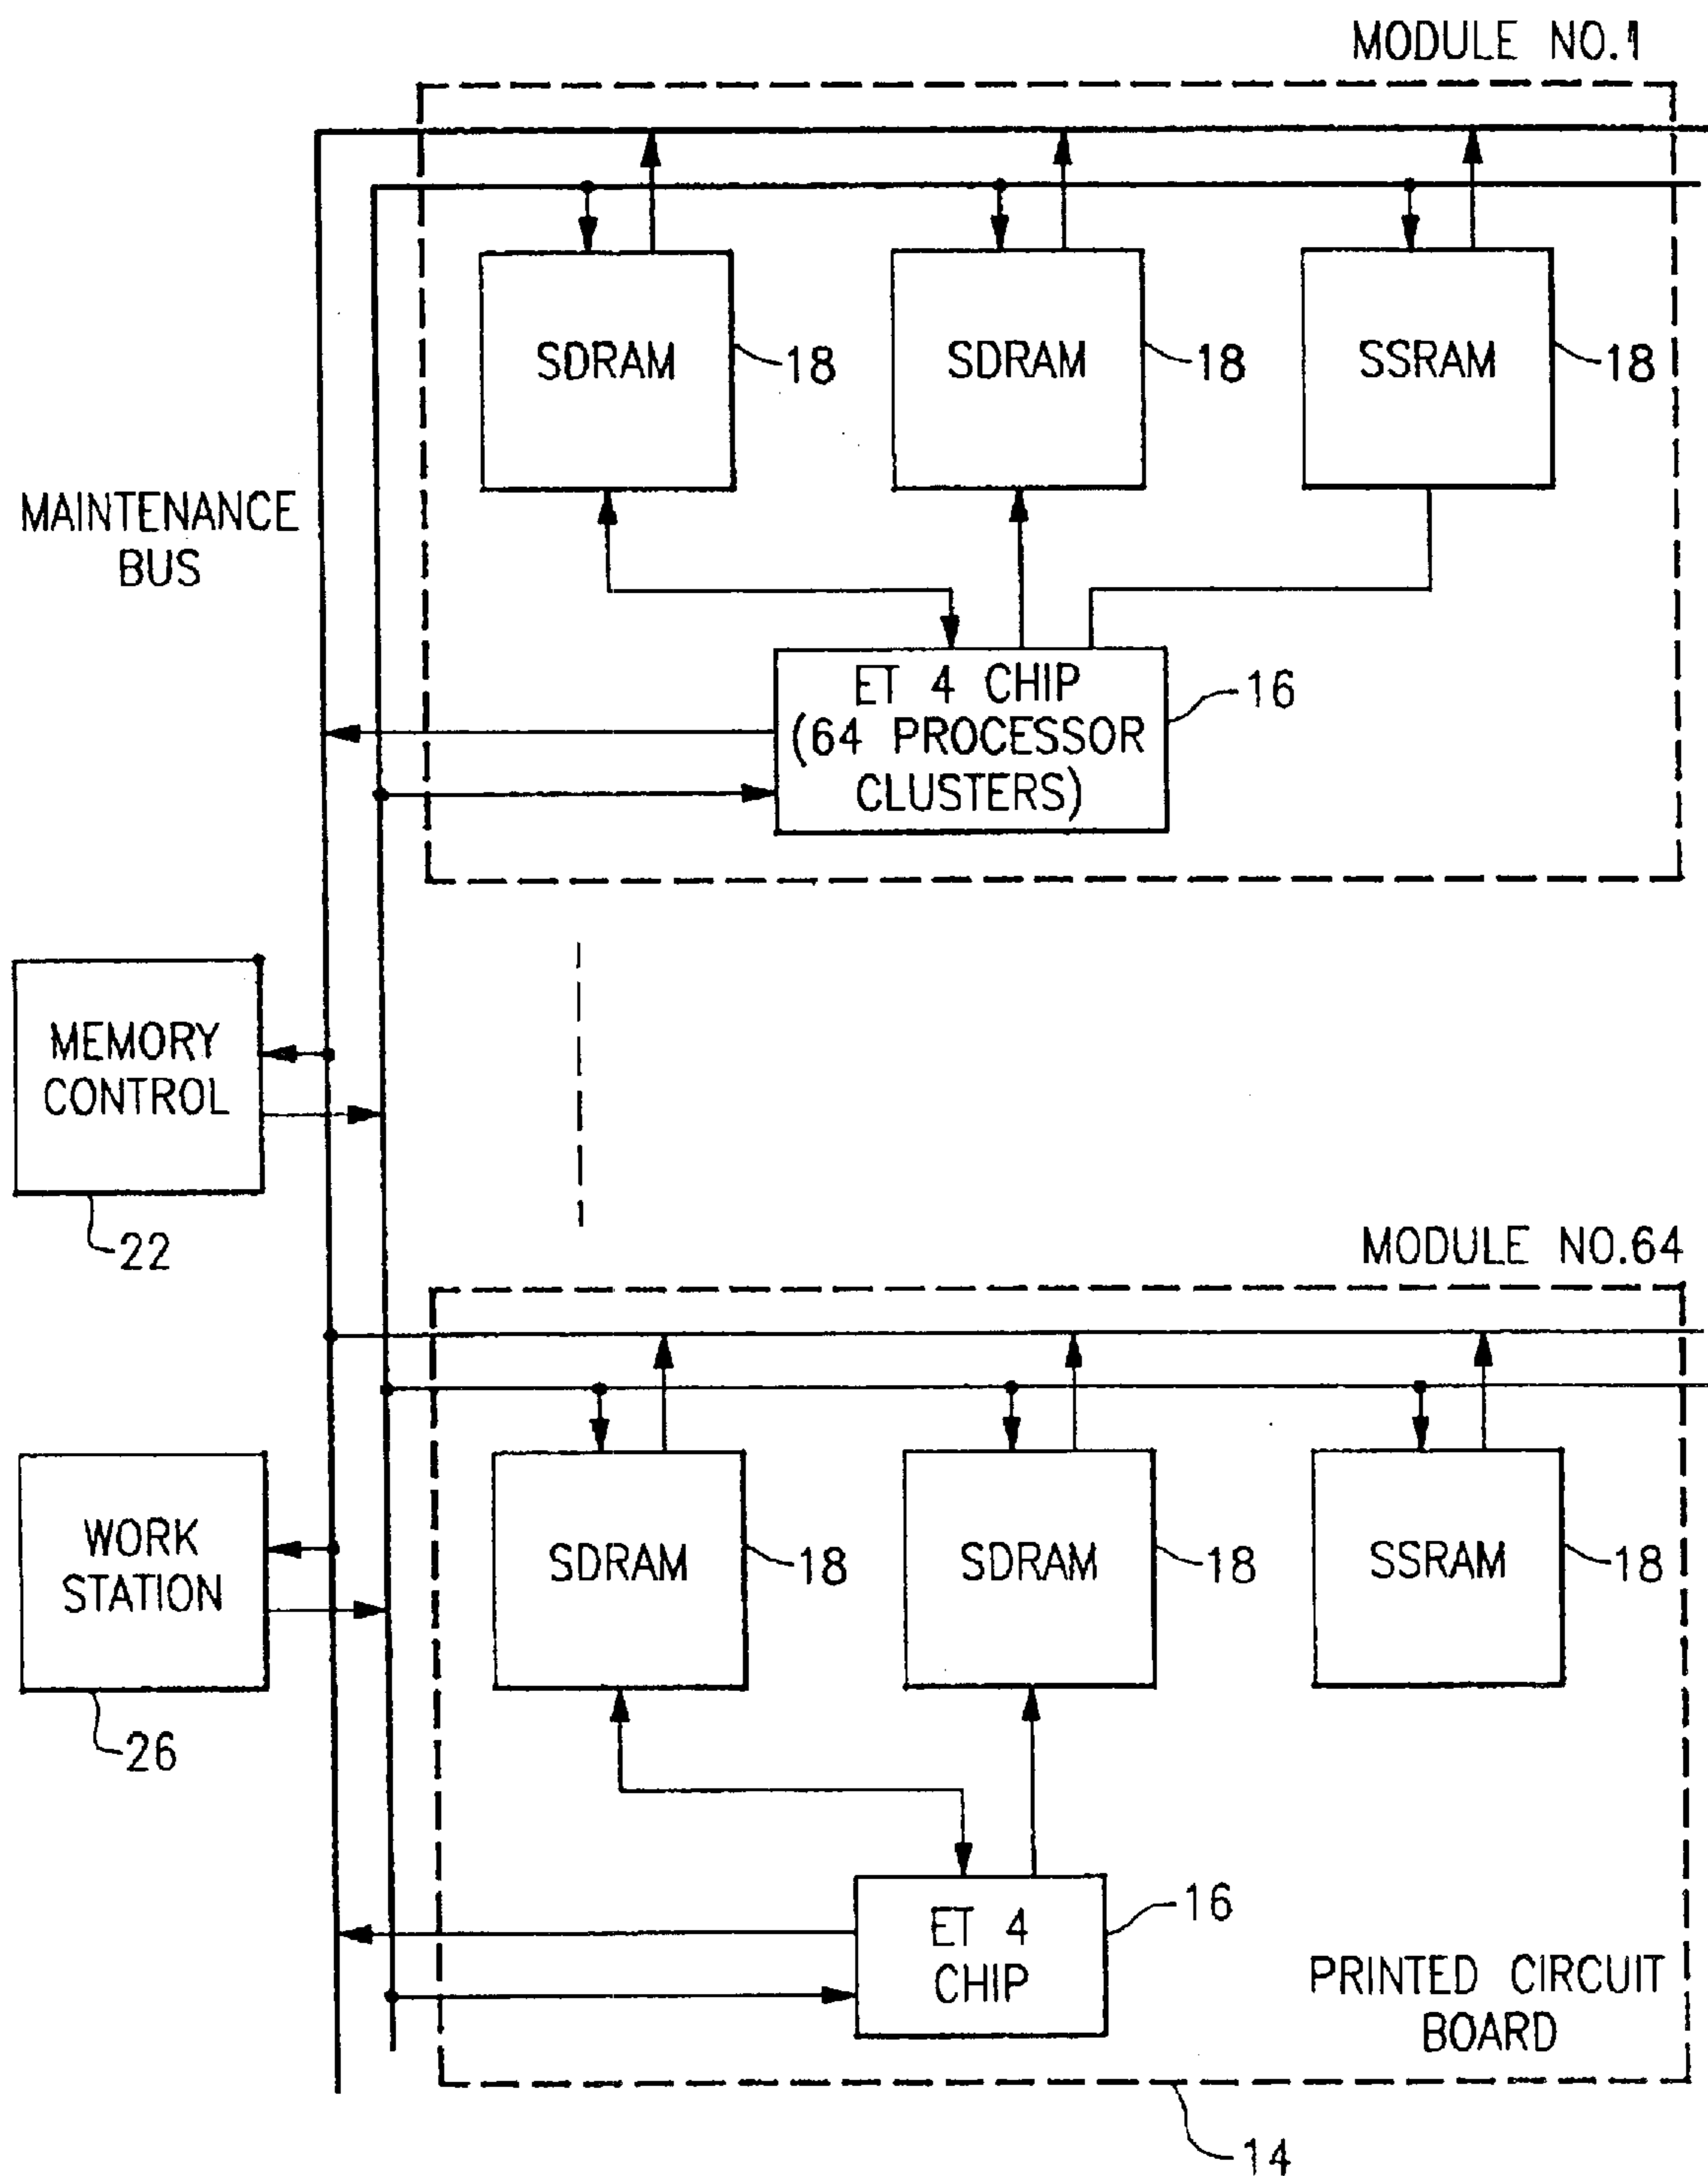 MODULE NO.1
SDRAM
18
SDRAM
18
SSRAM
18
MAINTENANCE
BUS
ET 4 CHIP
(64 PROCESSOR
CLUSTERS)
16
MEMORY
CONTROL
22
MODULE NO.64
WORK
STATION
26
SDRAM
18
SDRAM
18
SSRAM
18
ET 4
CHIP
16
PRINTED CIRCUIT
BOARD
14